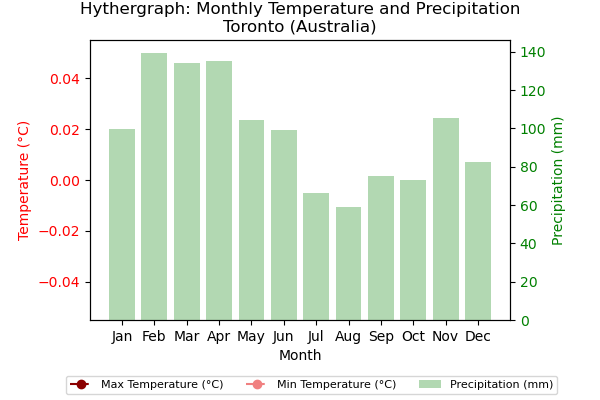 Hythergraph: Monthly Temperature and Precipitation
Toronto (Australia)
Temperature (°C)
0.04
0.02
0.00
−0.02
−0.04
140
120
100
80
60
40
20
0
Precipitation (mm)
Jan Feb Mar Apr May Jun Jul Aug Sep Oct Nov Dec
Month
Max Temperature (°C) Min Temperature (°C) Precipitation (mm)